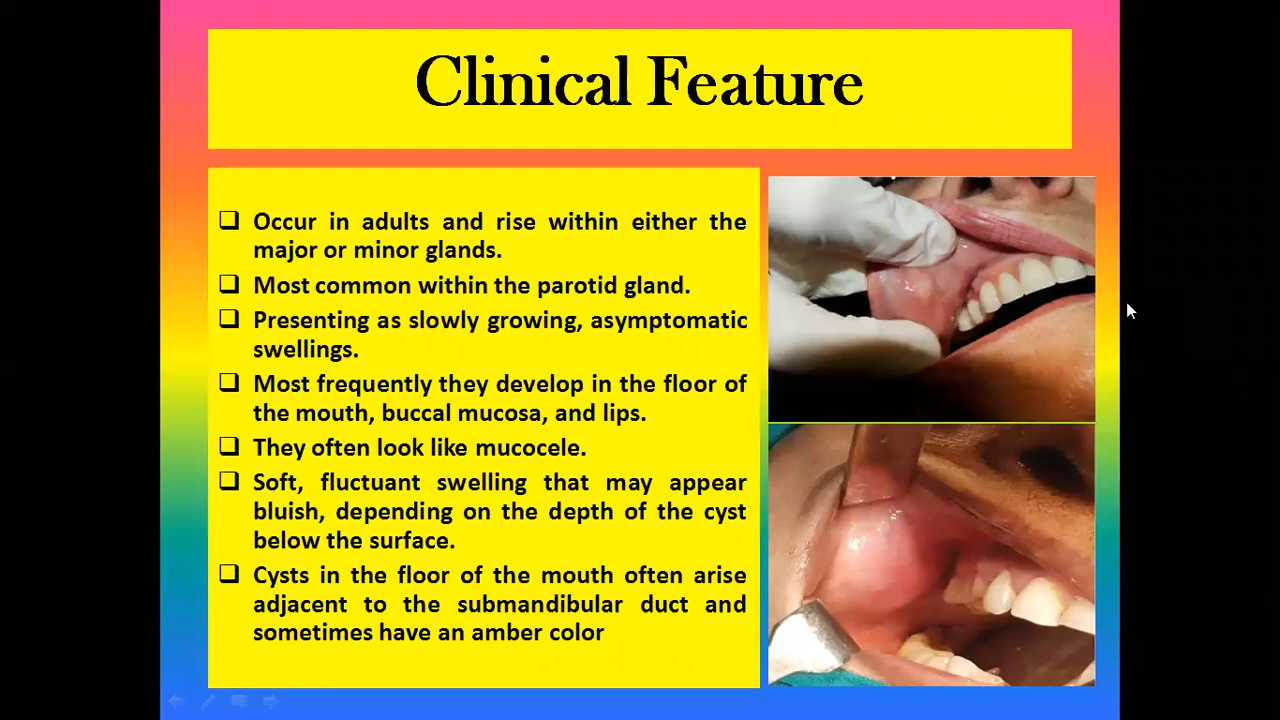 Clinical Feature
Occur in adults and rise within either the
major or minor glands.
Most common within the parotid gland.
Presenting as slowly growing, asymptomatic
swellings.
Most frequently they develop in the floor of
the mouth, buccal mucosa, and lips.
They often look like mucocele.
Soft, fluctuant swelling that may appear
bluish, depending on the depth of the cyst
below the surface.
Cysts in the floor of the mouth often arise
adjacent to the submandibular duct and
sometimes have an amber color